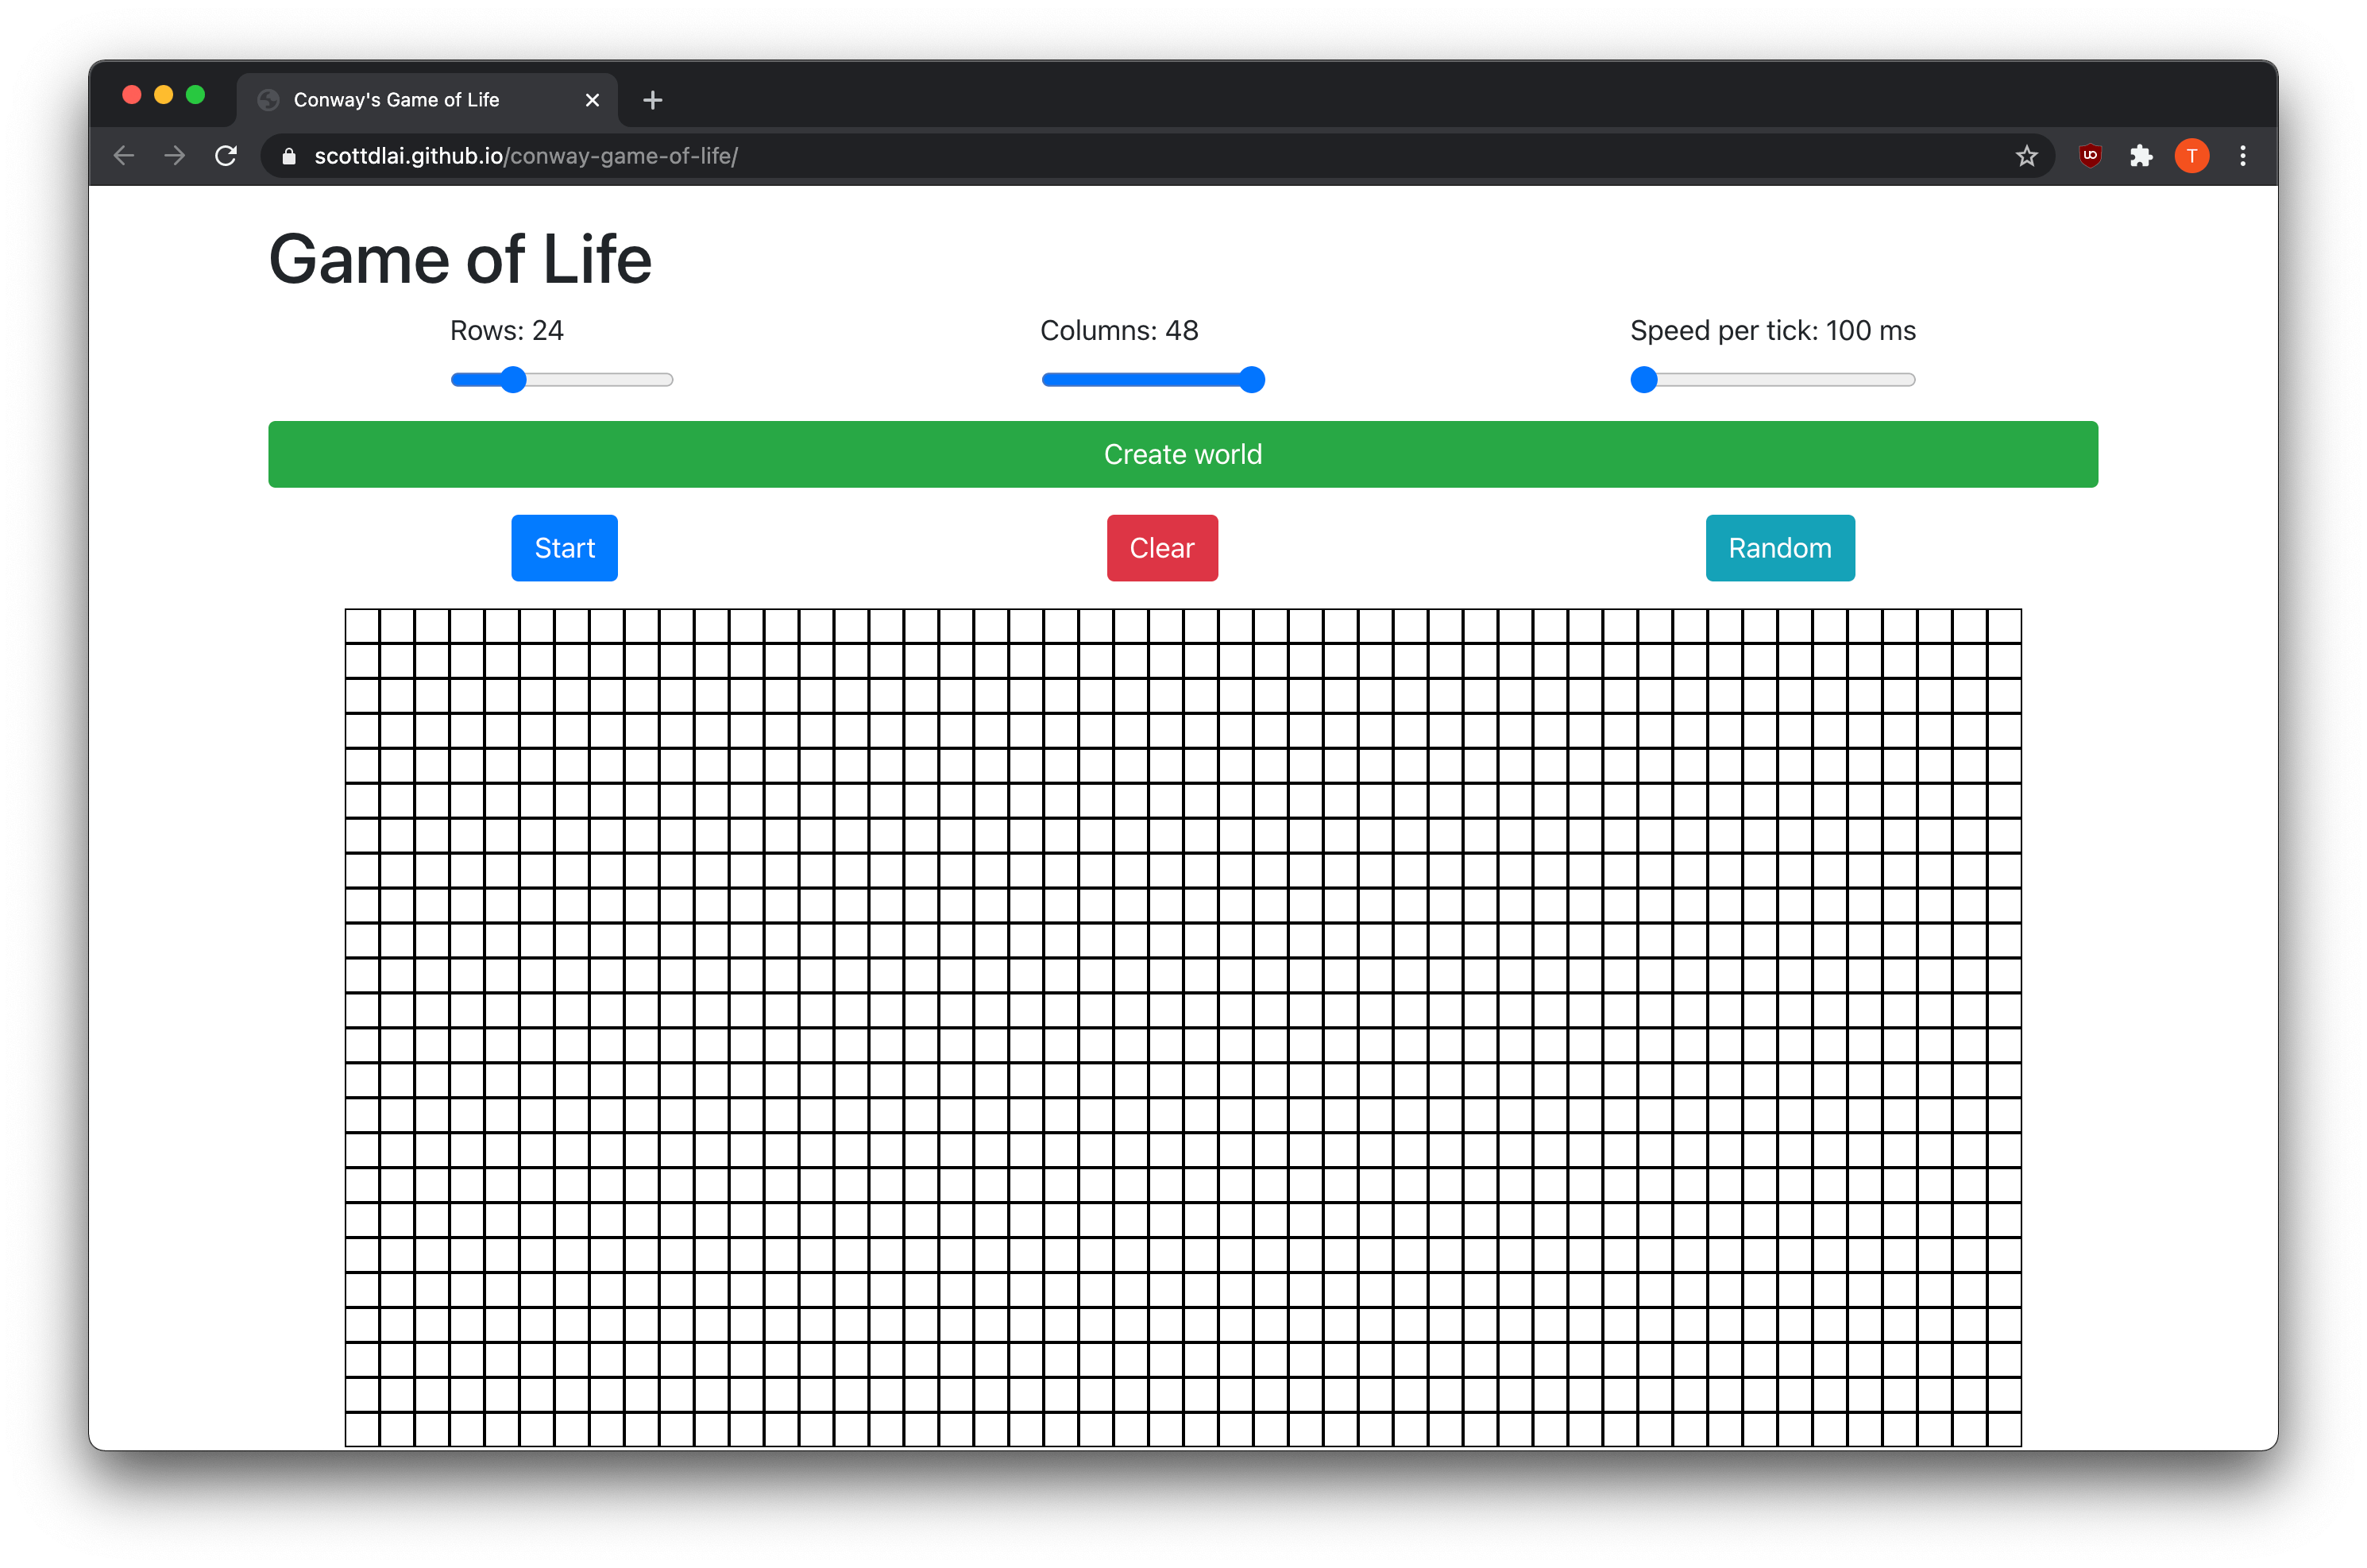 Conway's Game of Life
scottdlai.github.io/conway-game-of-life/
T
Game of Life
Rows: 24
Columns: 48
Speed per tick: 100 ms
Create world
Start
Clear
Random